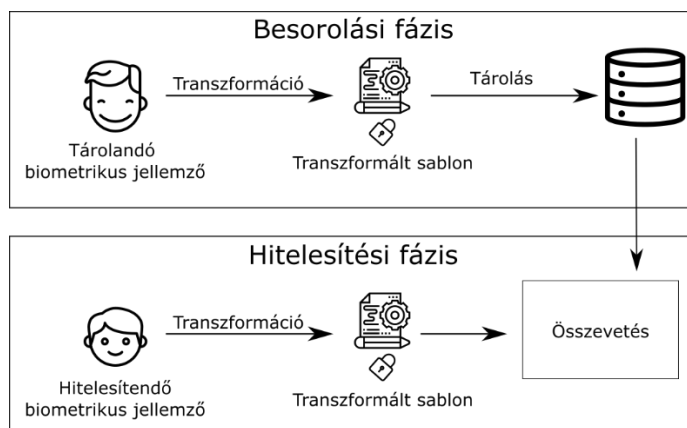 Besorolási fázis
Transzformáció
Tárolás
Tárolandó
biometrikus jellemző
Transzformált sablon
Hitelesítési fázis
Transzformáció
Összevetés
Hitelesítendő
biometrikus jellemző
Transzformált sablon